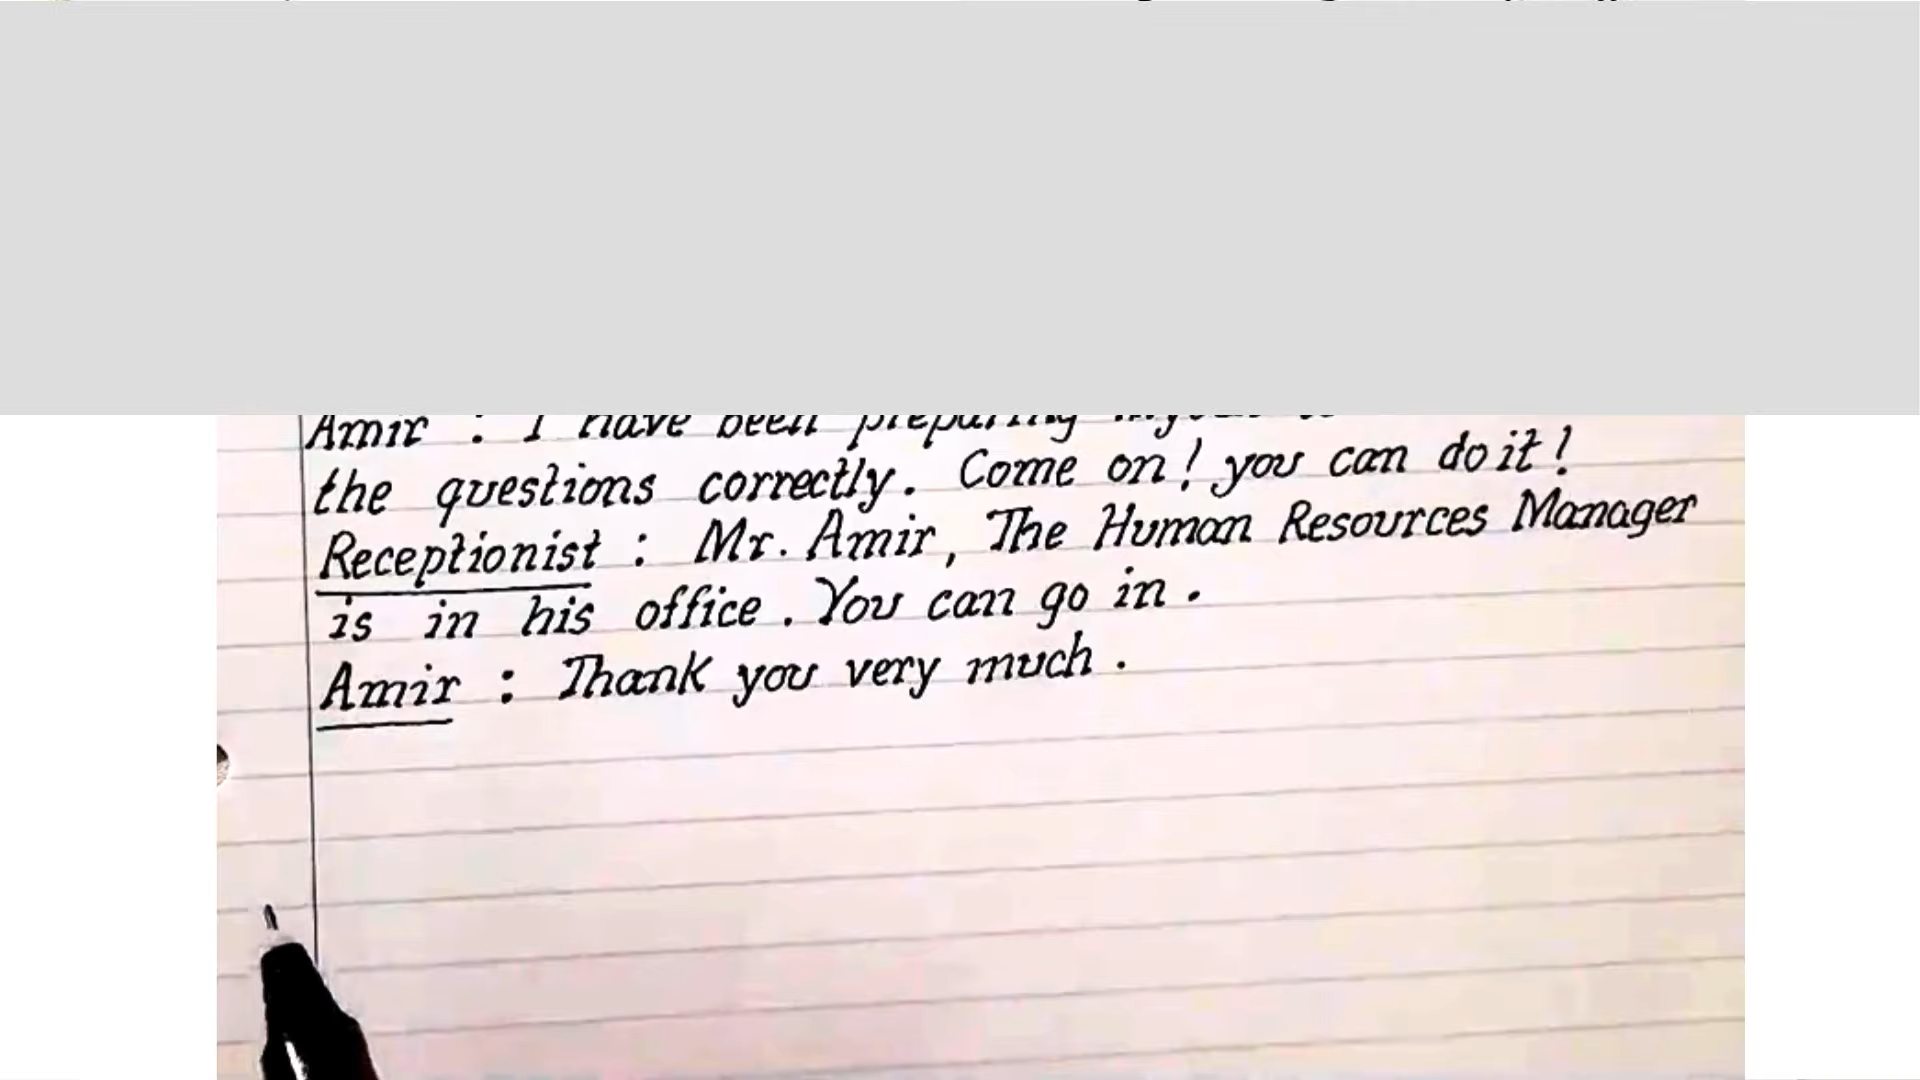 Amir : I have been preparing
the questions correctly. Come on! you can do it!
Receptionist : Mr. Amir, The Human Resources Manager
is in his office. You can go in.
Amir : Thank you very much.